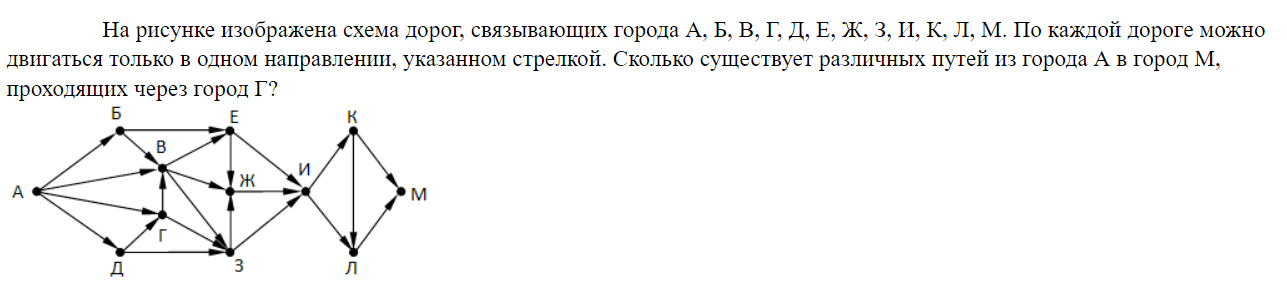 На рисунке изображена схема дорог, связывающих города А, Б, В, Г, Д, Е, Ж, З, И, К, Л, М. По каждой дороге можно
двигаться только в одном направлении, указанном стрелкой. Сколько существует различных путей из города А в город М,
проходящих через город Г?
Б Е К
В
И
Ж
А М
Г
Д З Л